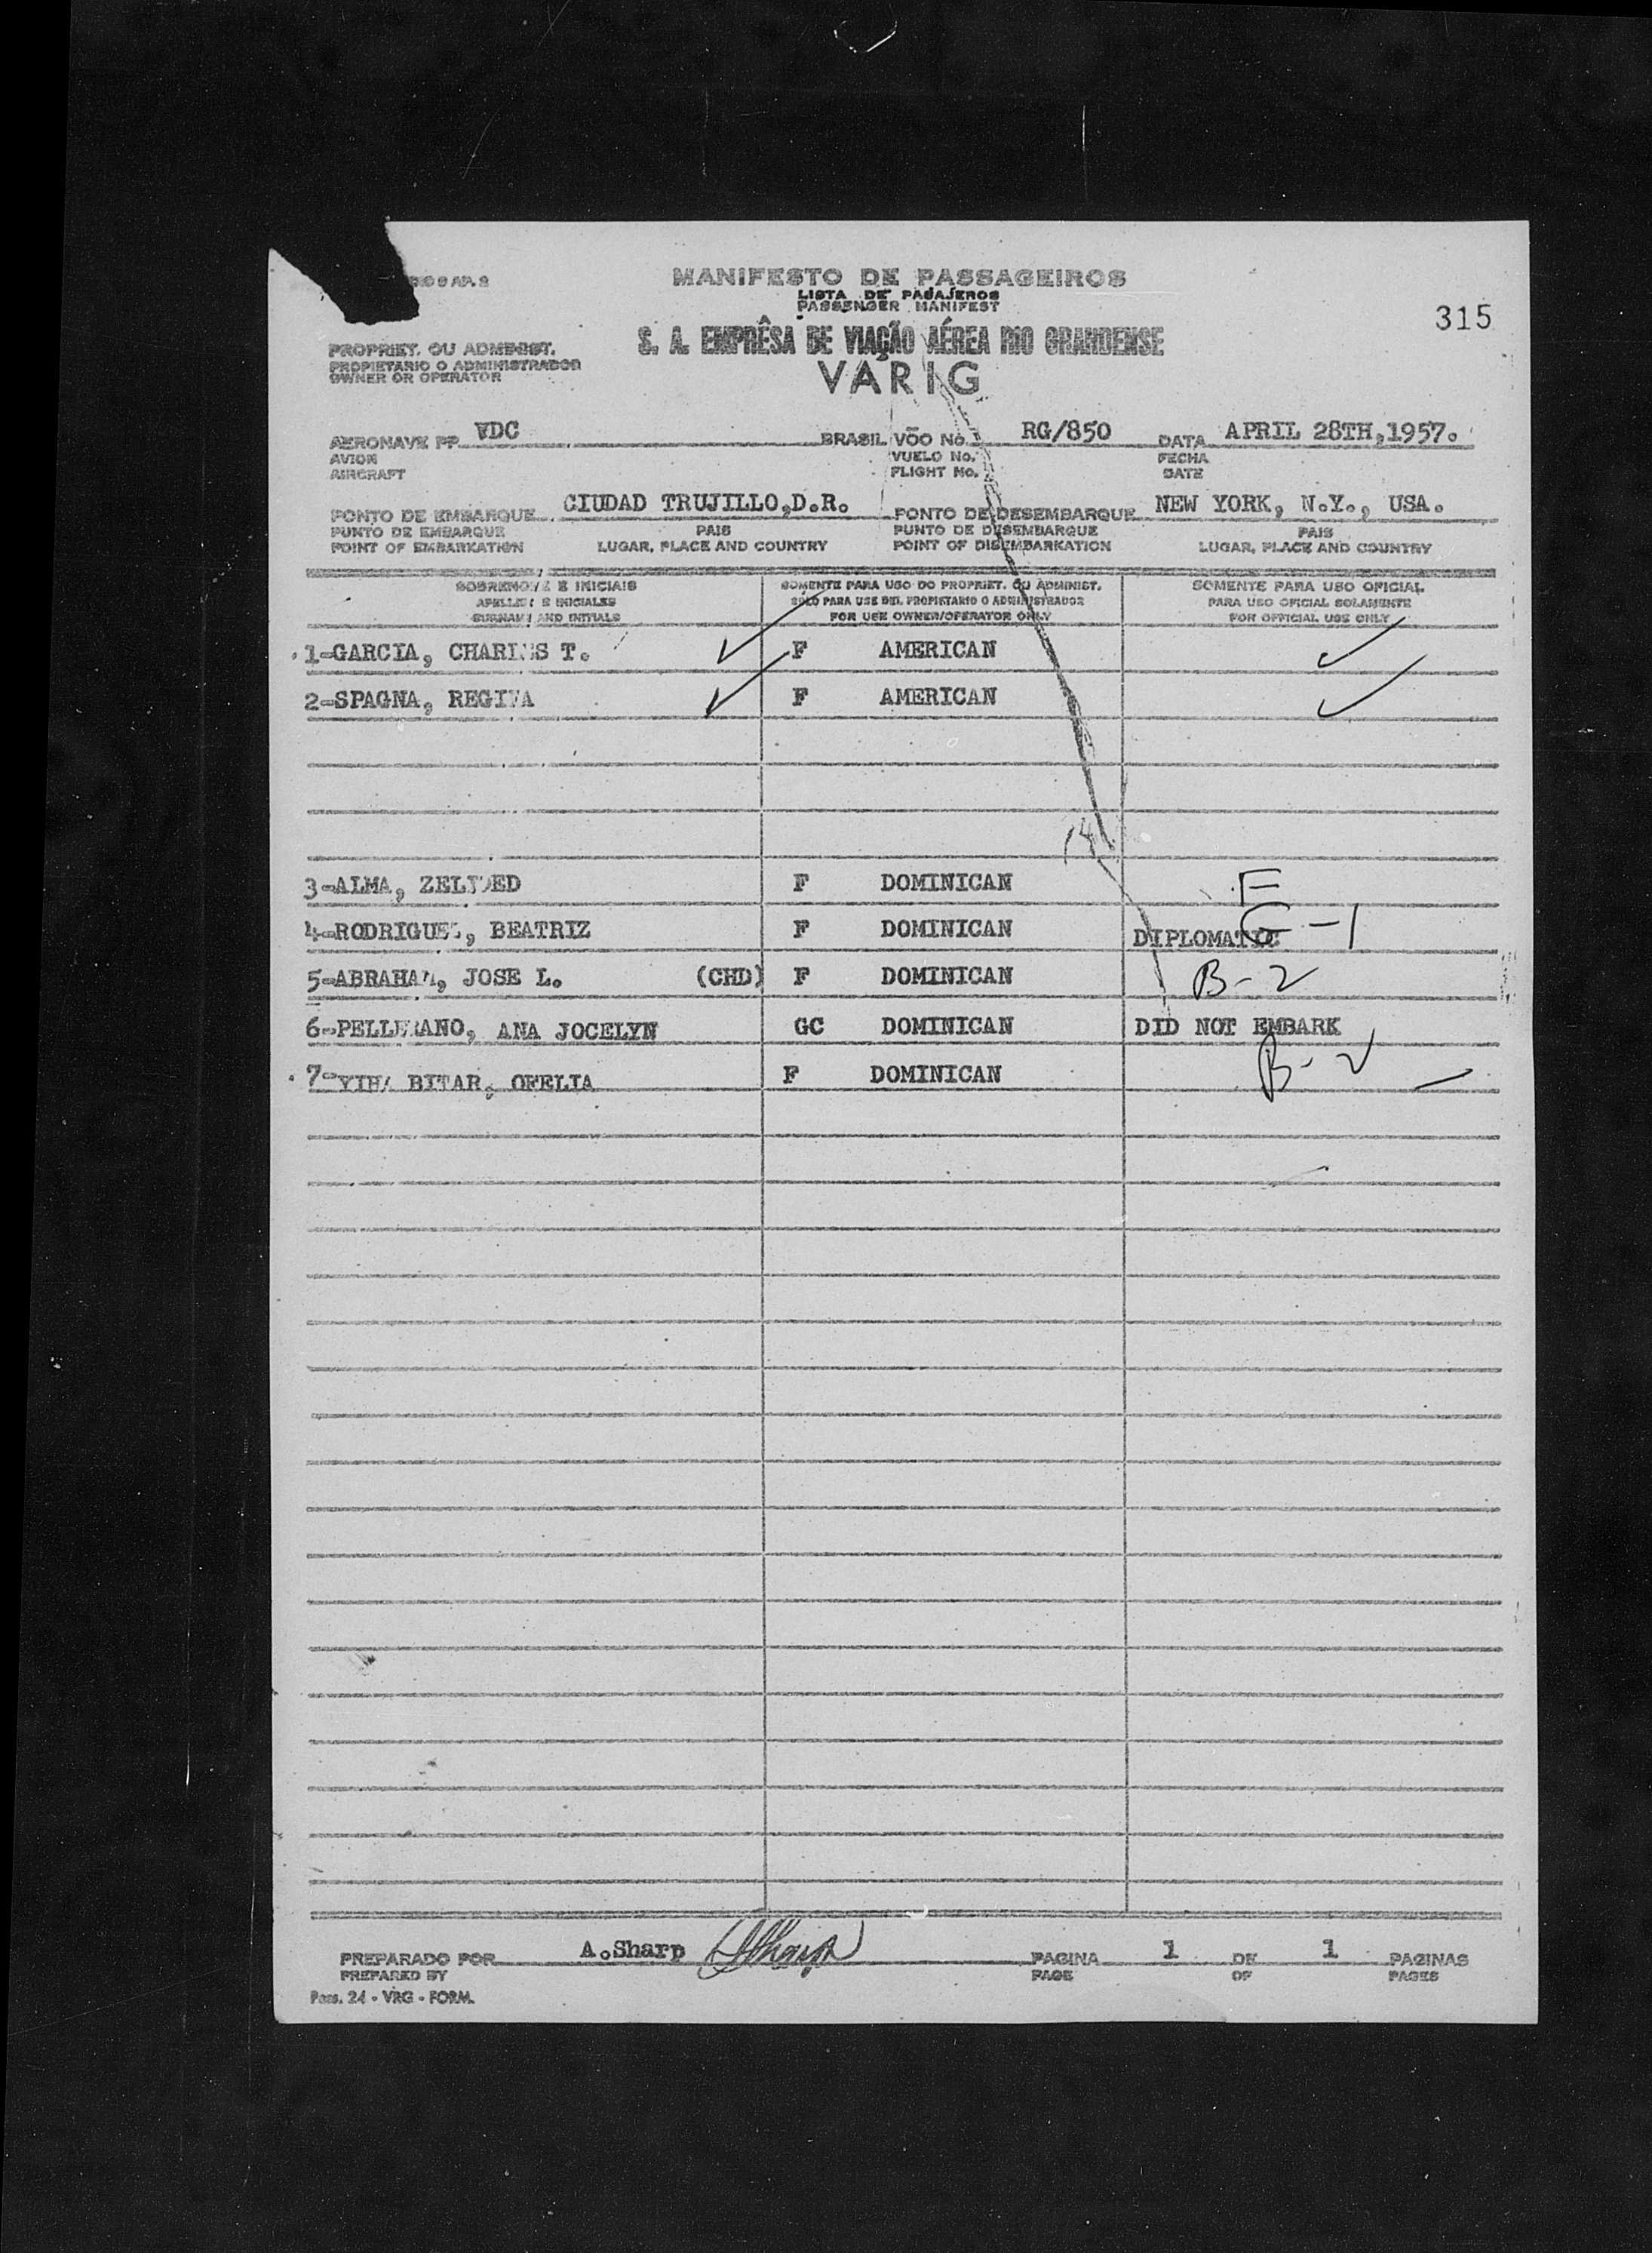 MANIFESTO DE PASSAGEIROS
LISTA DE PASAJEROS
PASSENGER MANIFEST
315
S. A. EMPRÊSA DE VIAÇÃO AÉREA RIO GRANDENSE
VARIG
PROPRIET. OU ADMINIST.
PROPIETARIO O ADMINISTRADOR
OWNER OR OPERATOR
AERONAVE PP VDC BRASIL VÕO No. RG/850 DATA APRIL 28TH,1957.
AVION VUELO No. FECHA
AIRCRAFT FLIGHT No. DATE
PONTO DE EMBARQUE CIUDAD TRUJILLO,D.R. PONTO DE DESEMBARQUE NEW YORK, N.Y., USA.
PUNTO DE EMBARQUE PAIS PUNTO DE DESEMBARQUE PAIS
POINT OF EMBARKATION LUGAR, PLACE AND COUNTRY POINT OF DISEMBARKATION LUGAR, PLACE AND COUNTRY
SOBRENOME E INICIAIS SOMENTE PARA USO DO PROPRIET. OU ADMINIST. SOMENTE PARA USO OFICIAL
E INICIALES SOLO PARA USE DEL PROPIETARIO O ADMINISTRADOR PARA USO OFICIAL SOLAMENTE
SURNAME AND INITIALS FOR USE OWNER/OPERATOR ONLY FOR OFFICIAL USE ONLY
1-GARCIA, CHARLES T. F AMERICAN
2-SPAGNA, REGINA F AMERICAN
3-ALMA, F DOMINICAN F
4-RODRIGUEZ, BEATRIZ F DOMINICAN DIPLOMATIC G-1
5-ABRAHAM, JOSE L. (CHD) F DOMINICAN B-2
6-PELLERANO, ANA JOCELYN GC DOMINICAN DID NOT EMBARK
7- BITAR, OFELIA F DOMINICAN B-2
PREPARADO POR A.Sharp ASharp PAGINA 1 DE 1 PAGINAS
PREPARED BY PAGE OF PAGES
Pass. 24 - VRG - FORM.